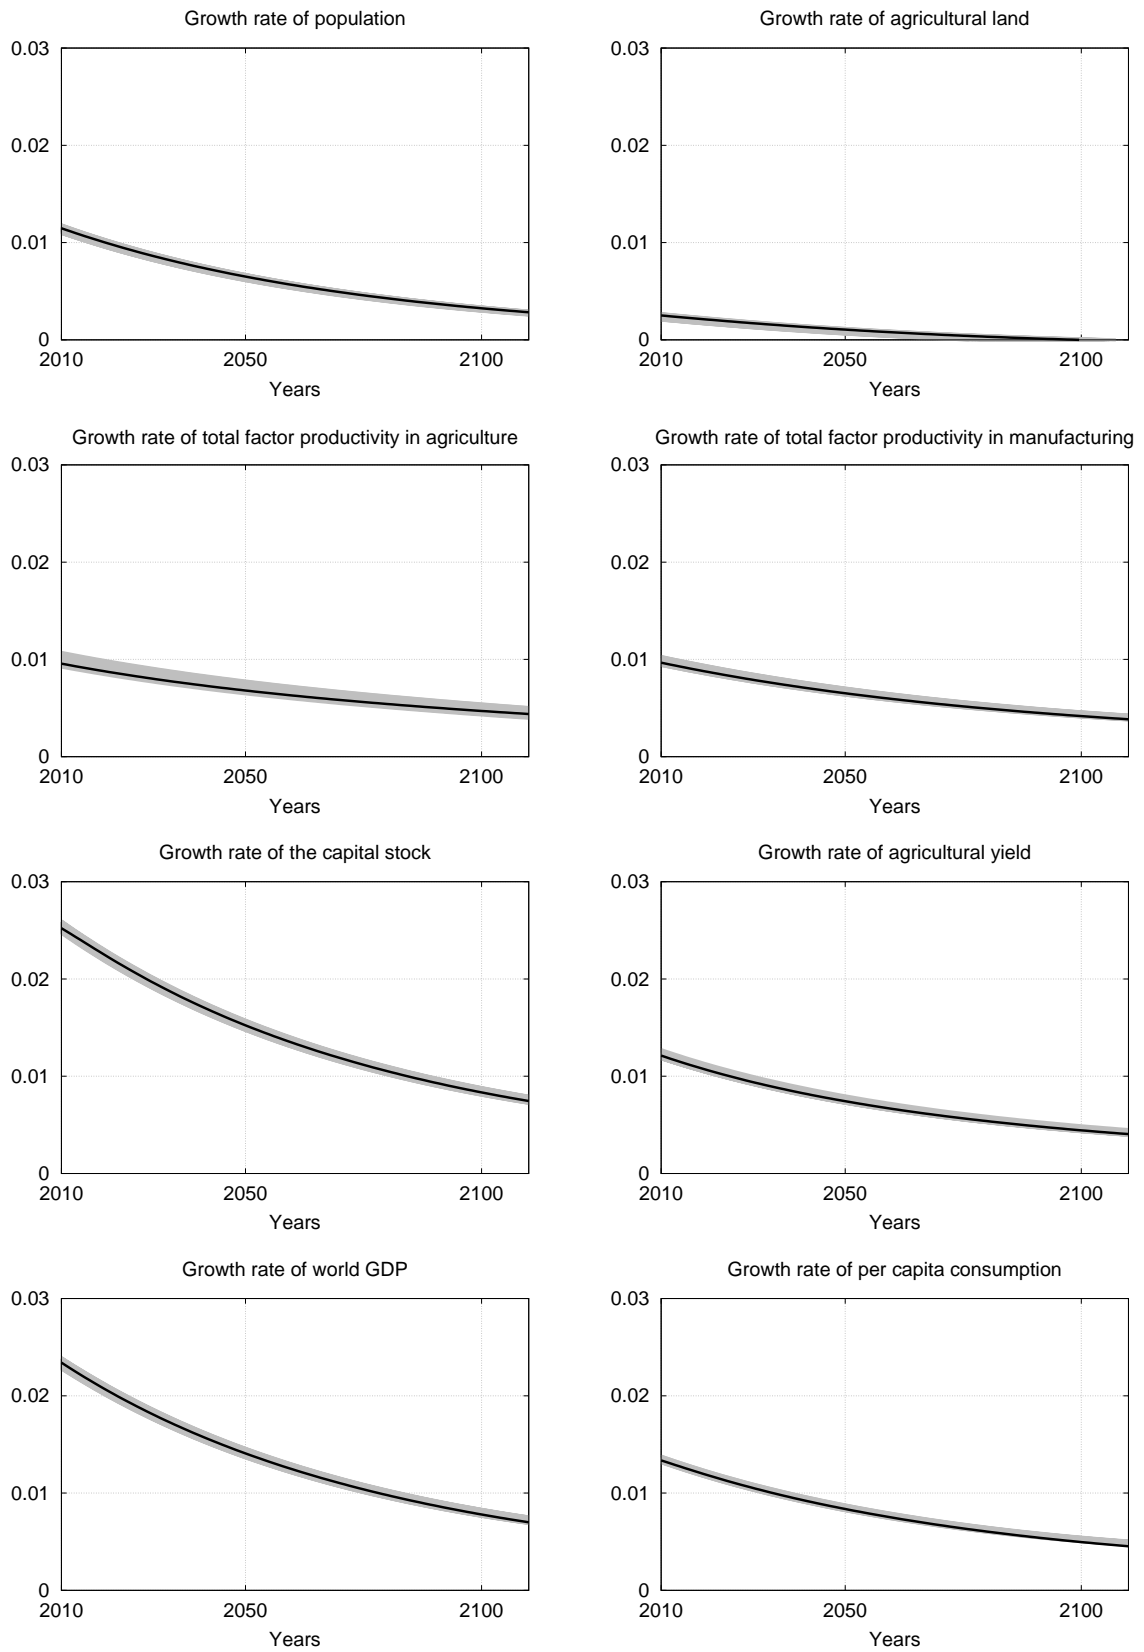 Growth rate of population
0.03
0.02
0.01
0
2010 2050 2100
Years
Growth rate of agricultural land
0.03
0.02
0.01
0
2010 2050 2100
Years
Growth rate of total factor productivity in agriculture
0.03
0.02
0.01
0
2010 2050 2100
Years
Growth rate of total factor productivity in manufacturing
0.03
0.02
0.01
0
2010 2050 2100
Years
Growth rate of the capital stock
0.03
0.02
0.01
0
2010 2050 2100
Years
Growth rate of agricultural yield
0.03
0.02
0.01
0
2010 2050 2100
Years
Growth rate of world GDP
0.03
0.02
0.01
0
2010 2050 2100
Years
Growth rate of per capita consumption
0.03
0.02
0.01
0
2010 2050 2100
Years